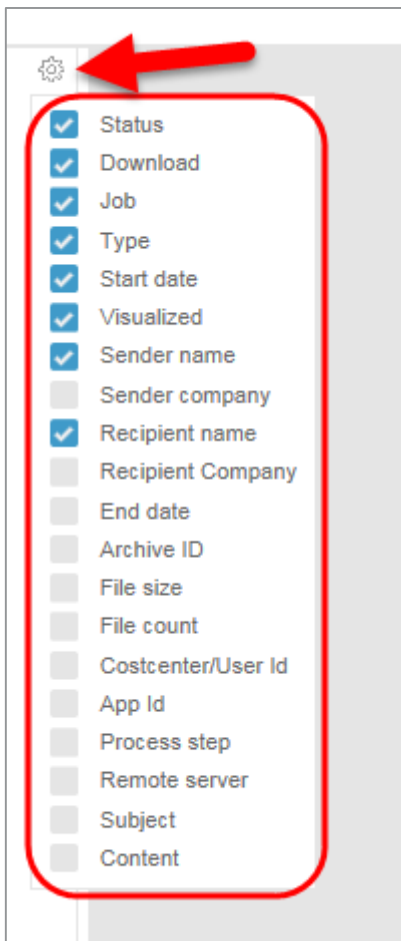 Status
Download
Job
Type
Start date
Visualized
Sender name
Sender company
Recipient name
Recipient Company
End date
Archive ID
File size
File count
Costcenter/User Id
App Id
Process step
Remote server
Subject
Content